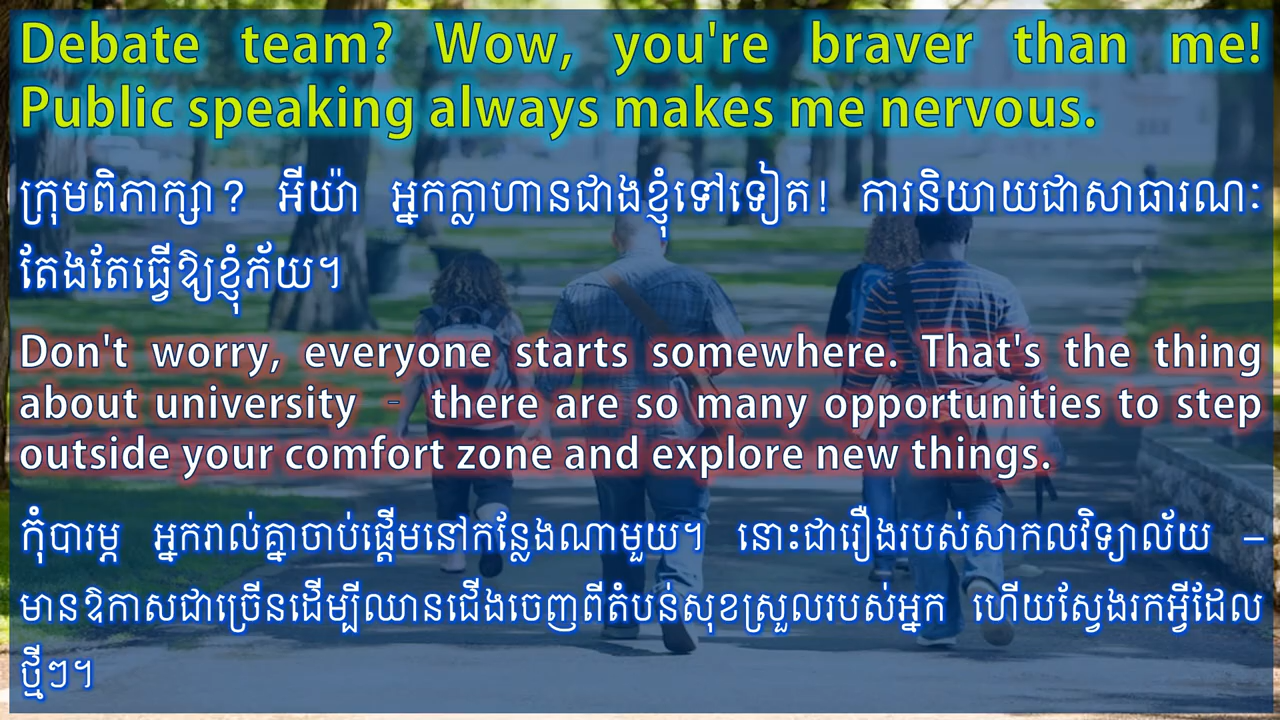 Debate team? Wow, you're braver than me!
Public speaking always makes me nervous.
ក្រុមពិភាក្សា? អីយ៉ា អ្នកក្លាហានជាងខ្ញុំទៅទៀត! ការនិយាយជាសាធារណៈ
តែងតែធ្វើឱ្យខ្ញុំភ័យ។
Don't worry, everyone starts somewhere. That's the thing
about university - there are so many opportunities to step
outside your comfort zone and explore new things.
កុំបារម្ភ អ្នករាល់គ្នាចាប់ផ្តើមនៅកន្លែងណាមួយ។ នោះជារឿងរបស់សាកលវិទ្យាល័យ –
មានឱកាសជាច្រើនដើម្បីឈានជើងចេញពីតំបន់សុខស្រួលរបស់អ្នក ហើយស្វែងរកអ្វីដែល
ថ្មីៗ។